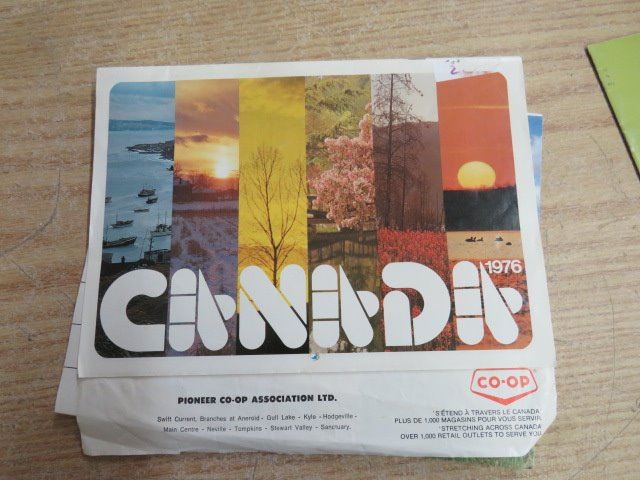 CANADA
1976
PIONEER CO-OP ASSOCIATION LTD.
Swift Current, Branches at Aneroid - Gull Lake - Kyle - Hodgeville -
Main Centre - Neville - Tompkins - Stewart Valley - Sanctuary.
CO-OP
S'ÉTEND À TRAVERS LE CANADA
PLUS DE 1,000 MAGASINS POUR VOUS SERVIR.
STRETCHING ACROSS CANADA
OVER 1,000 RETAIL OUTLETS TO SERVE YOU